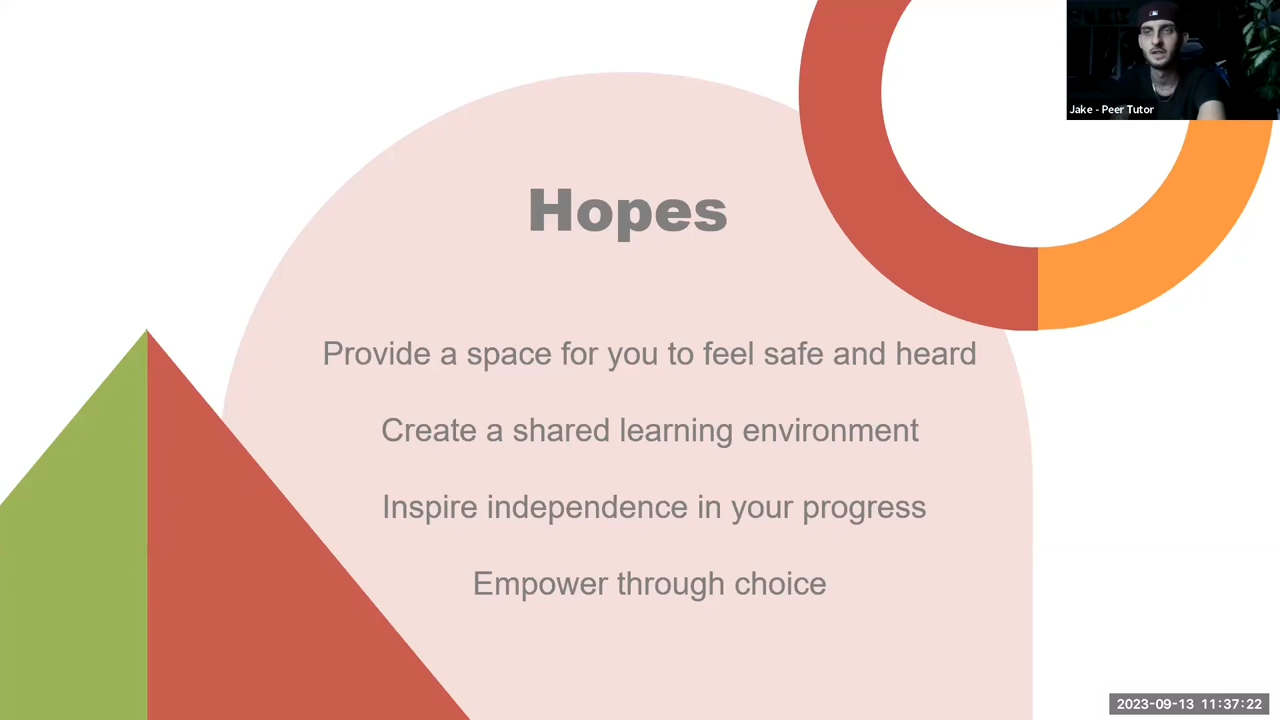 Jake - Peer Tutor
Hopes
Provide a space for you to feel safe and heard
Create a shared learning environment
Inspire independence in your progress
Empower through choice
2023-09-13 11:37:22